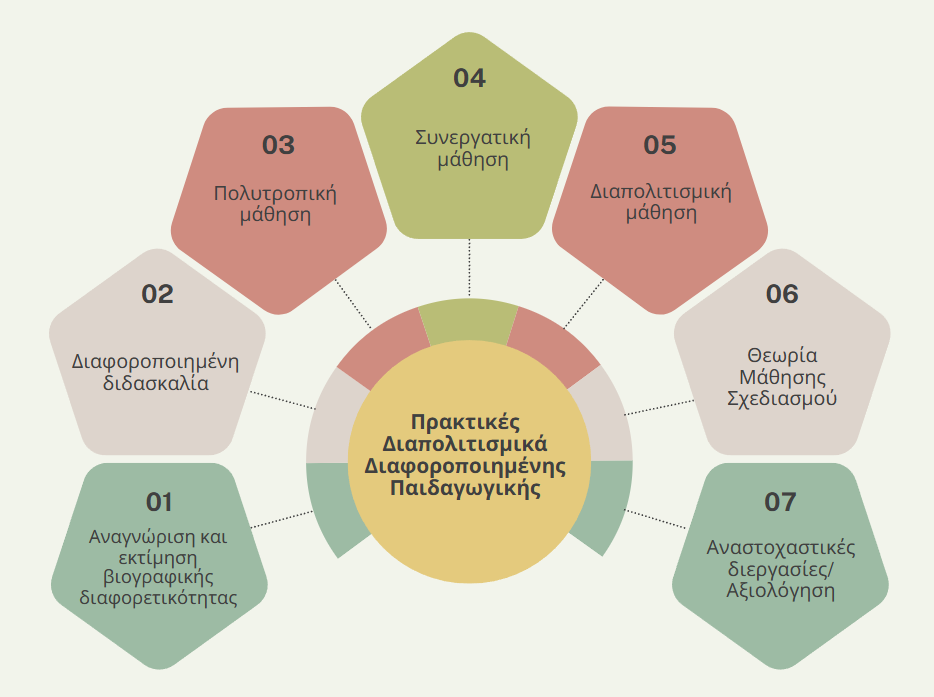 04
Συνεργατική
μάθηση
03
Πολυτροπική
μάθηση
05
Διαπολιτισμική
μάθηση
02
Διαφοροποιημένη
διδασκαλία
06
Θεωρία
Μάθησης
Σχεδιασμού
Πρακτικές
Διαπολιτισμικά
Διαφοροποιημένης
Παιδαγωγικής
01
Αναγνώριση και
εκτίμηση
βιογραφικής
διαφορετικότητας
07
Αναστοχαστικές
διεργασίες/
Αξιολόγηση